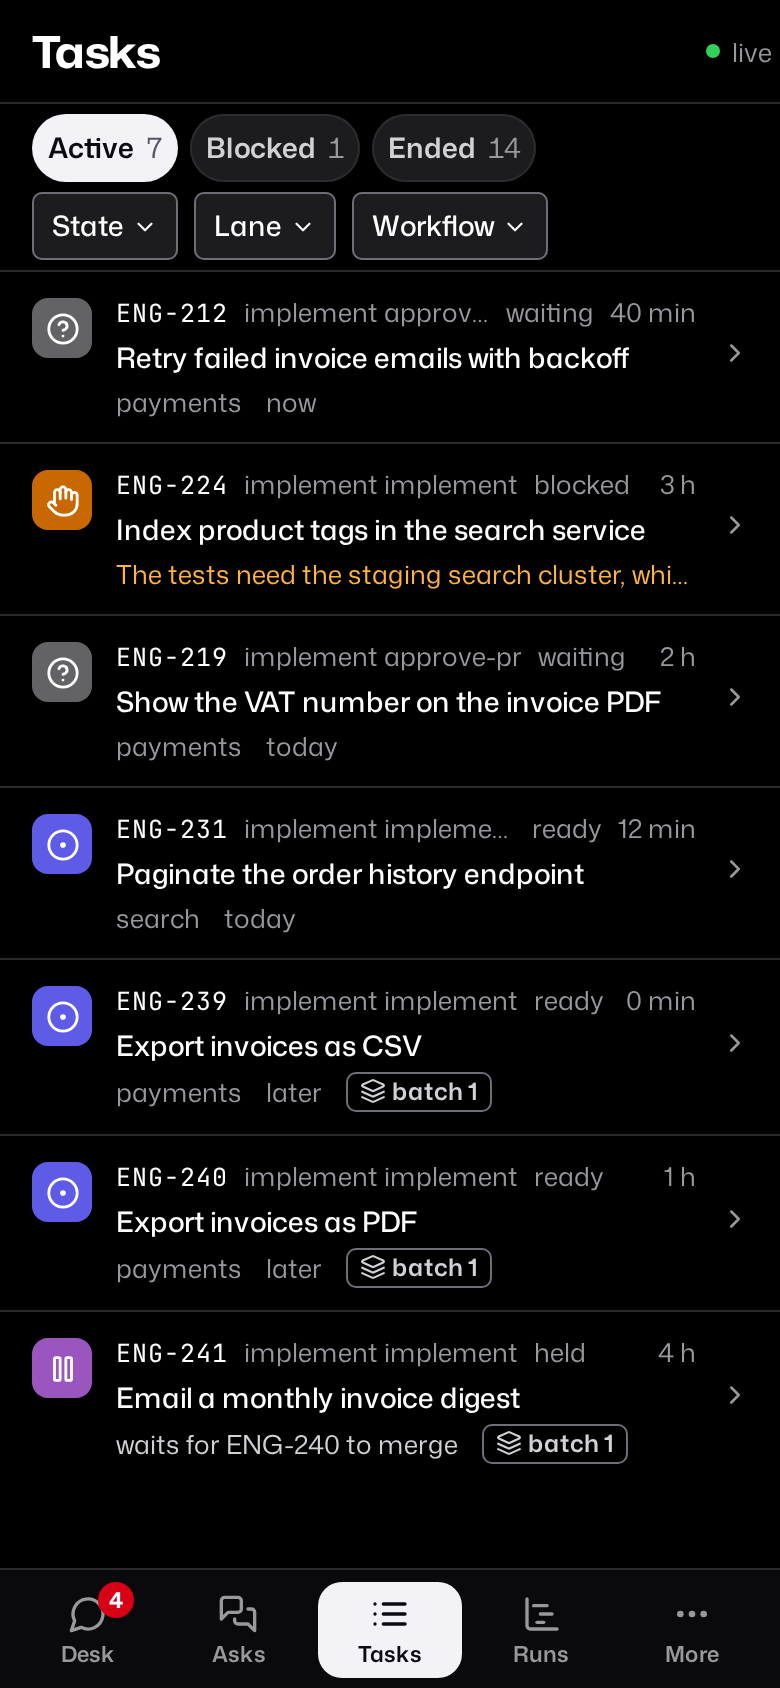 Tasks live
Active 7 Blocked 1 Ended 14
State Lane Workflow
ENG-212 implement approv... waiting 40 min
Retry failed invoice emails with backoff
payments now
ENG-224 implement implement blocked 3 h
Index product tags in the search service
The tests need the staging search cluster, whi...
ENG-219 implement approve-pr waiting 2 h
Show the VAT number on the invoice PDF
payments today
ENG-231 implement impleme... ready 12 min
Paginate the order history endpoint
search today
ENG-239 implement implement ready 0 min
Export invoices as CSV
payments later batch 1
ENG-240 implement implement ready 1 h
Export invoices as PDF
payments later batch 1
ENG-241 implement implement held 4 h
Email a monthly invoice digest
waits for ENG-240 to merge batch 1
4
Desk Asks Tasks Runs More